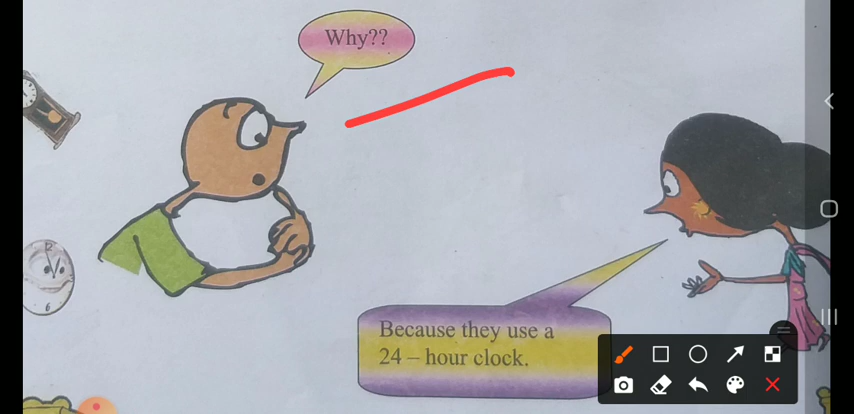 Why??
Because they use a
24 – hour clock.